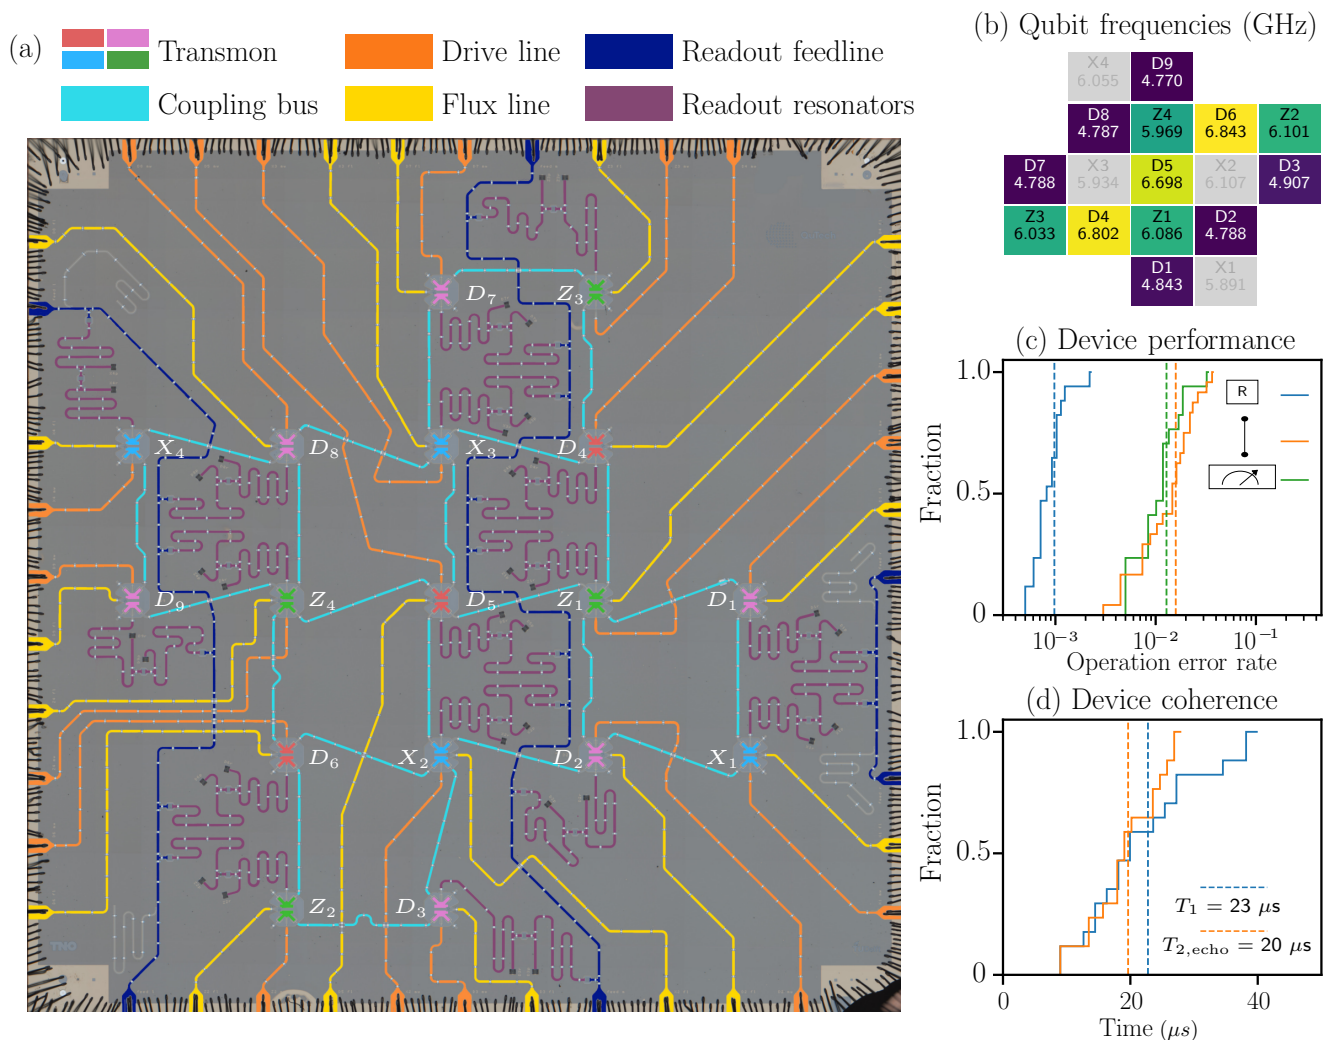 (a)
Transmon
Drive line
Readout feedline
Coupling bus
Flux line
Readout resonators
D7
Z3
X4
D8
X3
D4
D9
Z4
D5
Z1
D1
D6
X2
D2
X1
Z2
D3
TNO
(b) Qubit frequencies (GHz)
X4 D9
6.055 4.770
D8 Z4 D6 Z2
4.787 5.969 6.843 6.101
D7 X3 D5 X2 D3
4.788 5.934 6.698 6.107 4.907
Z3 D4 Z1 D2
6.033 6.802 6.086 4.788
D1 X1
4.843 5.891
(c) Device performance
Fraction
1.0
0.5
0
R
10⁻³ 10⁻² 10⁻¹
Operation error rate
(d) Device coherence
Fraction
1.0
0.5
0
T₁ = 23 μs
T₂,echo = 20 μs
0 20 40
Time (μs)